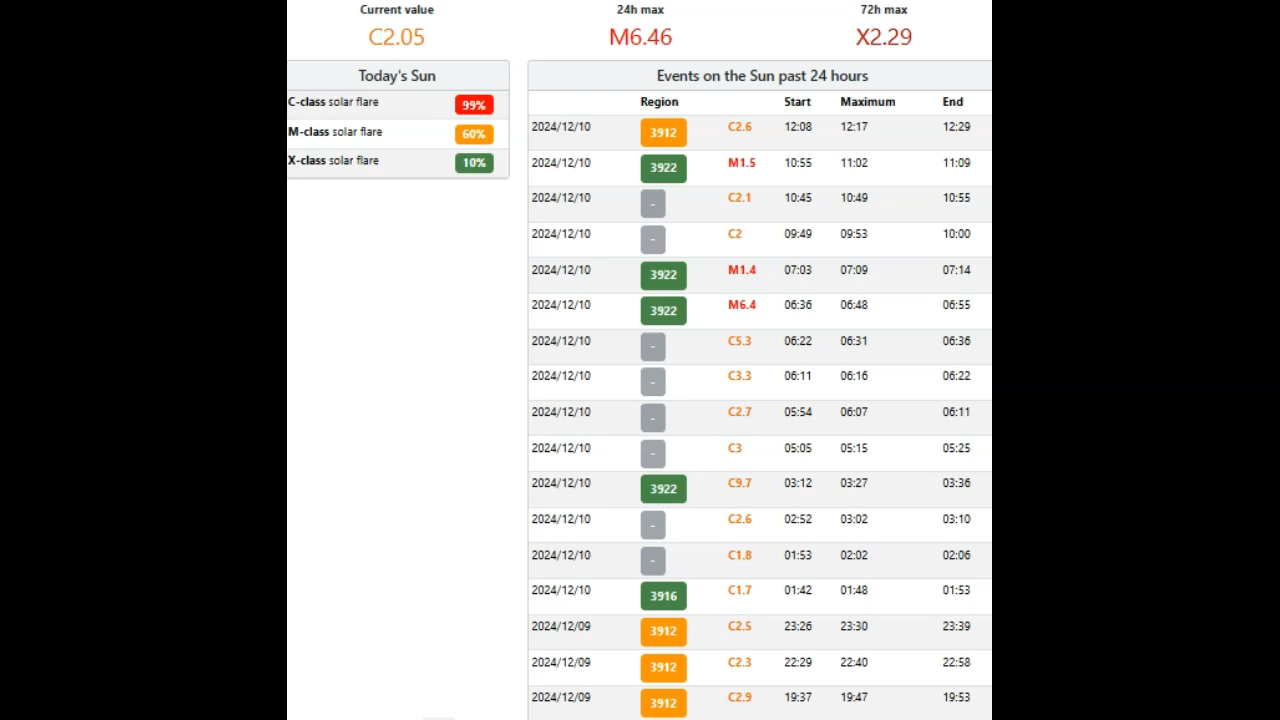 Current value 24h max 72h max
C2.05 M6.46 X2.29
Today's Sun
C-class solar flare 99%
M-class solar flare 60%
X-class solar flare 10%
Events on the Sun past 24 hours
Region Start Maximum End
2024/12/10 3912 C2.6 12:08 12:17 12:29
2024/12/10 3922 M1.5 10:55 11:02 11:09
2024/12/10 - C2.1 10:45 10:49 10:55
2024/12/10 - C2 09:49 09:53 10:00
2024/12/10 3922 M1.4 07:03 07:09 07:14
2024/12/10 3922 M6.4 06:36 06:48 06:55
2024/12/10 - C5.3 06:22 06:31 06:36
2024/12/10 - C3.3 06:11 06:16 06:22
2024/12/10 - C2.7 05:54 06:07 06:11
2024/12/10 - C3 05:05 05:15 05:25
2024/12/10 3922 C9.7 03:12 03:27 03:36
2024/12/10 - C2.6 02:52 03:02 03:10
2024/12/10 - C1.8 01:53 02:02 02:06
2024/12/10 3916 C1.7 01:42 01:48 01:53
2024/12/09 3912 C2.5 23:26 23:30 23:39
2024/12/09 3912 C2.3 22:29 22:40 22:58
2024/12/09 3912 C2.9 19:37 19:47 19:53